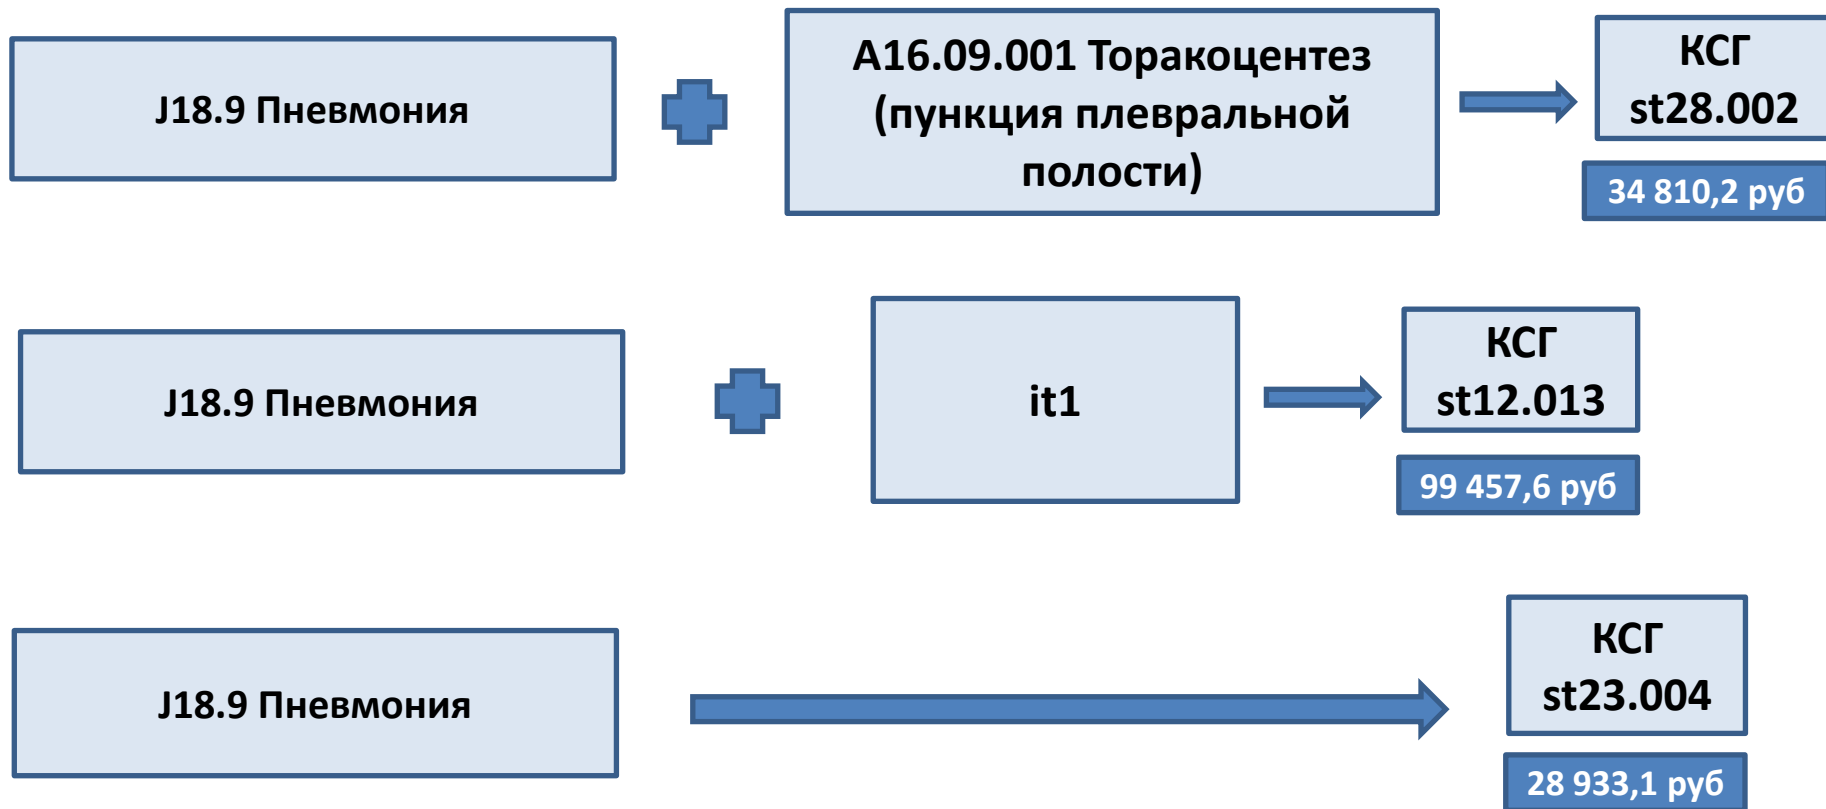 J18.9 Пневмония
А16.09.001 Торакоцентез
(пункция плевральной
полости)
КСГ
st28.002
34 810,2 руб
J18.9 Пневмония
it1
КСГ
st12.013
99 457,6 руб
J18.9 Пневмония
КСГ
st23.004
28 933,1 руб